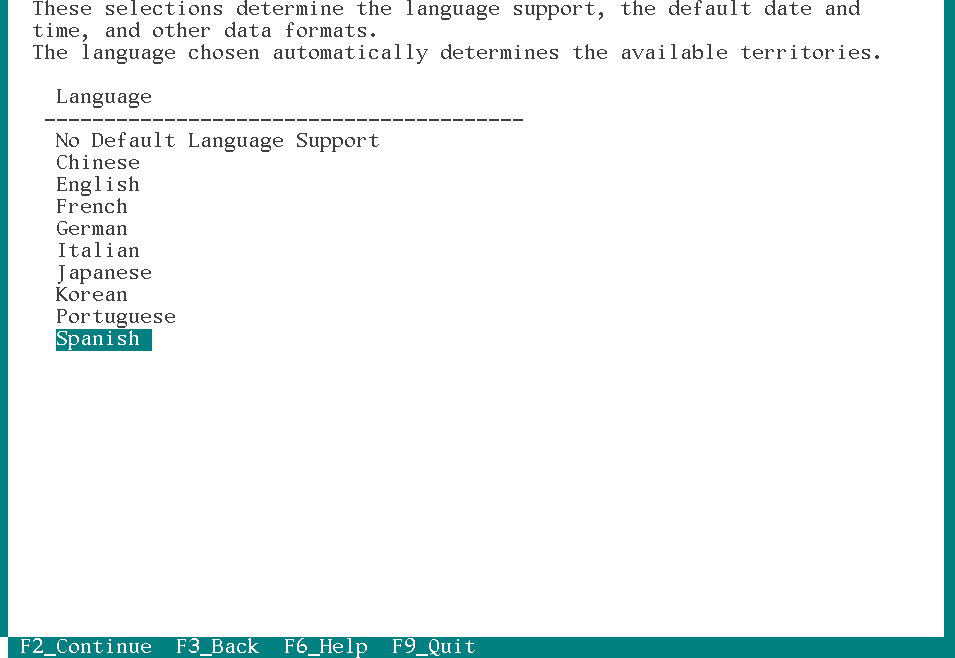 These selections determine the language support, the default date and
time, and other data formats.
The language chosen automatically determines the available territories.
Language
----------------------------------------
No Default Language Support
Chinese
English
French
German
Italian
Japanese
Korean
Portuguese
Spanish
F2_Continue F3_Back F6_Help F9_Quit